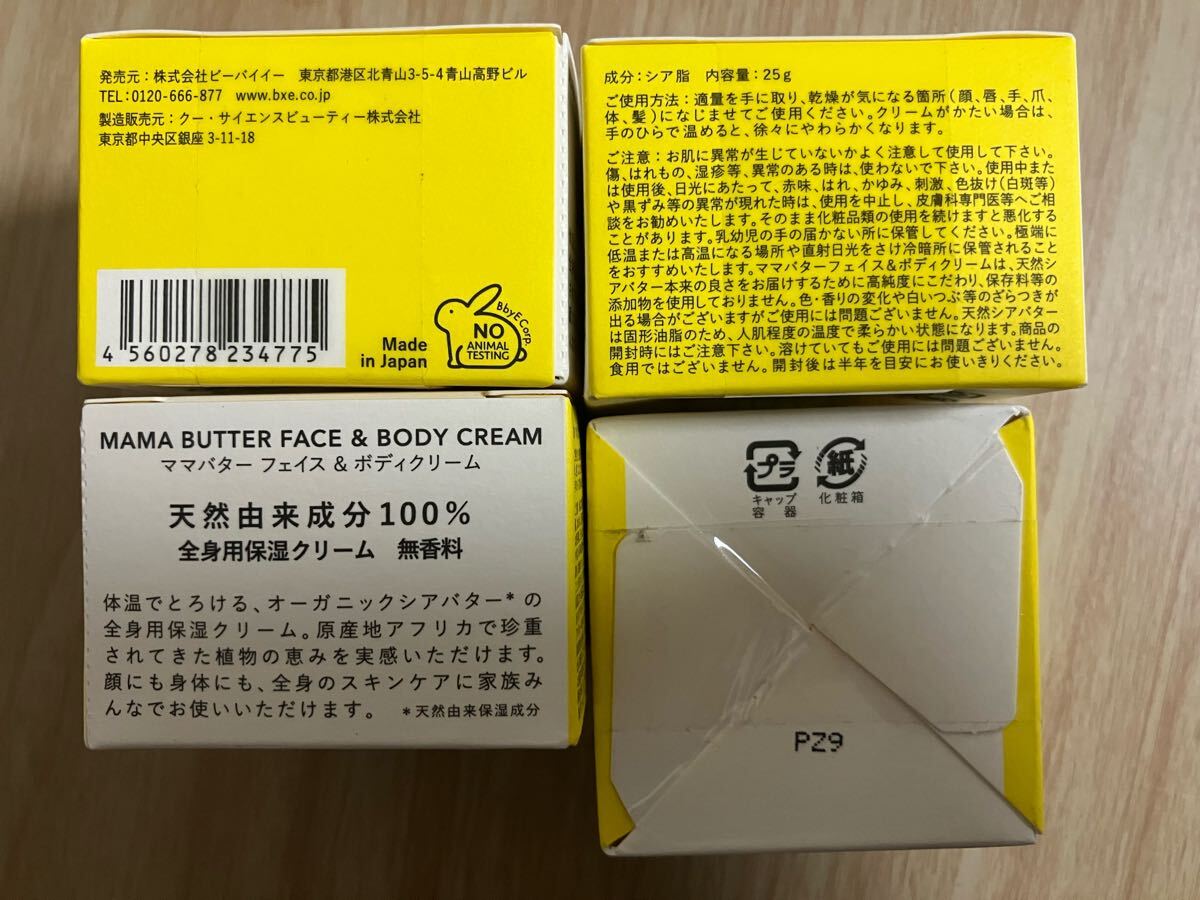 発売元：株式会社ビーバイイー 東京都港区北青山3-5-4青山高野ビル
TEL：0120-666-877 www.bxe.co.jp
製造販売元：クー・サイエンスビューティー株式会社
東京都中央区銀座 3-11-18
4 560278 234775
Made
in Japan
BbyE Corp.
NO
ANIMAL
TESTING
成分：シア脂 内容量：25g
ご使用方法：適量を手に取り、乾燥が気になる箇所（顔、唇、手、爪、
体、髪）になじませてご使用ください。クリームがかたい場合は、
手のひらで温めると、徐々にやわらかくなります。
ご注意：お肌に異常が生じていないかよく注意して使用して下さい。
傷、はれもの、湿疹等、異常のある時は、使わないで下さい。使用中また
は使用後、日光にあたって、赤味、はれ、かゆみ、刺激、色抜け（白斑等）
や黒ずみ等の異常が現れた時は、使用を中止し、皮膚科専門医等へご相
談をお勧めいたします。そのまま化粧品類の使用を続けますと悪化する
ことがあります。乳幼児の手の届かない所に保管してください。極端に
低温または高温になる場所や直射日光をさけ冷暗所に保管されること
をおすすめいたします。ママバターフェイス＆ボディクリームは、天然シ
アバター本来の良さをお届けするために高純度にこだわり、保存料等の
添加物を使用しておりません。色・香りの変化や白いつぶ等のざらつきが
出る場合がございますがご使用には問題ございません。天然シアバター
は固形油脂のため、人肌程度の温度で柔らかい状態になります。商品の
開封時にはご注意下さい。溶けていてもご使用には問題ございません。
食用ではございません。開封後は半年を目安にお使いきりください。
MAMA BUTTER FACE & BODY CREAM
ママバター フェイス ＆ ボディクリーム
天然由来成分100%
全身用保湿クリーム 無香料
体温でとろける、オーガニックシアバター*の
全身用保湿クリーム。原産地アフリカで珍重
されてきた植物の恵みを実感いただけます。
顔にも身体にも、全身のスキンケアに家族み
んなでお使いいただけます。 *天然由来保湿成分
プラ
キャップ
容器
紙
化粧箱
PZ9